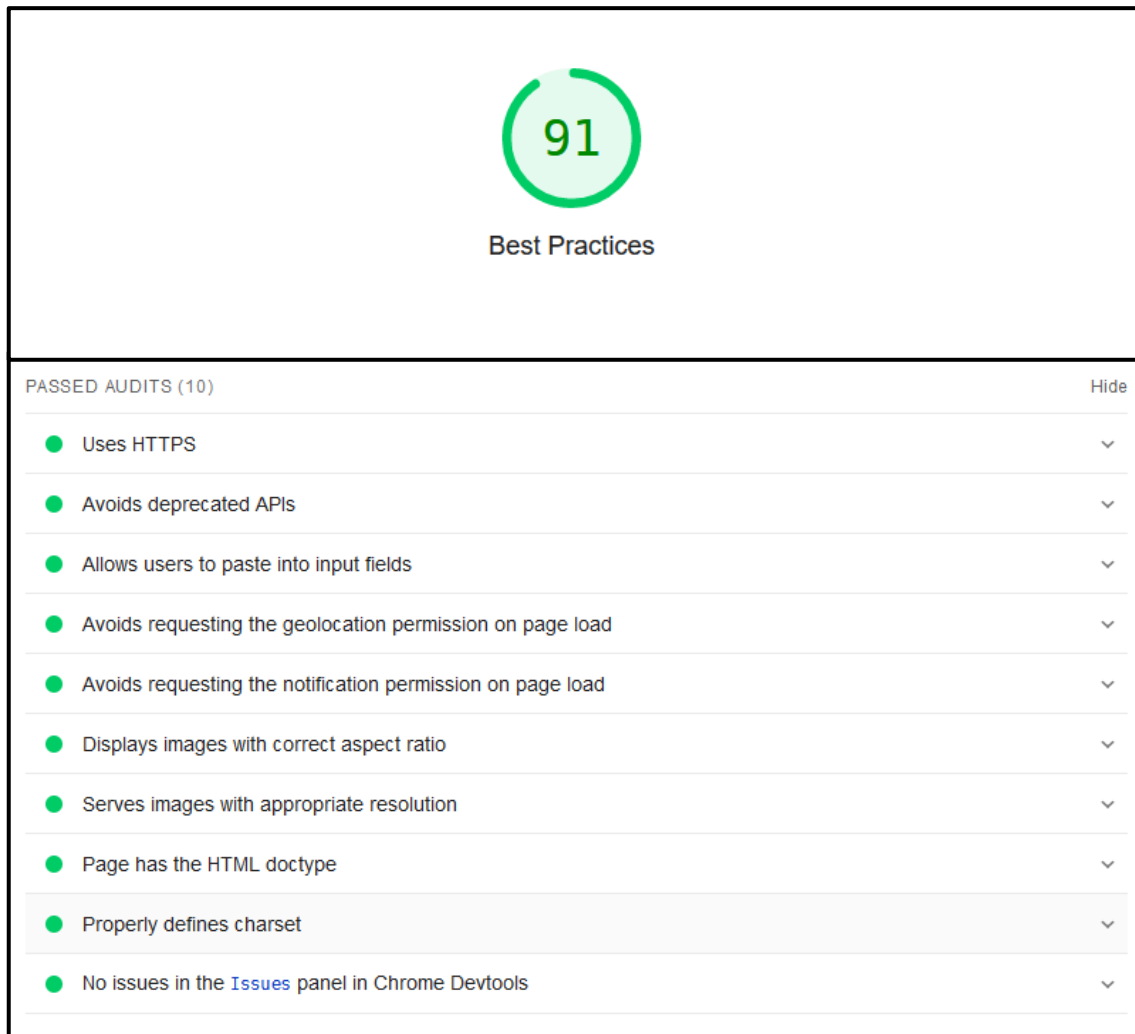 91
Best Practices
PASSED AUDITS (10) Hide
Uses HTTPS
Avoids deprecated APIs
Allows users to paste into input fields
Avoids requesting the geolocation permission on page load
Avoids requesting the notification permission on page load
Displays images with correct aspect ratio
Serves images with appropriate resolution
Page has the HTML doctype
Properly defines charset
No issues in the Issues panel in Chrome Devtools